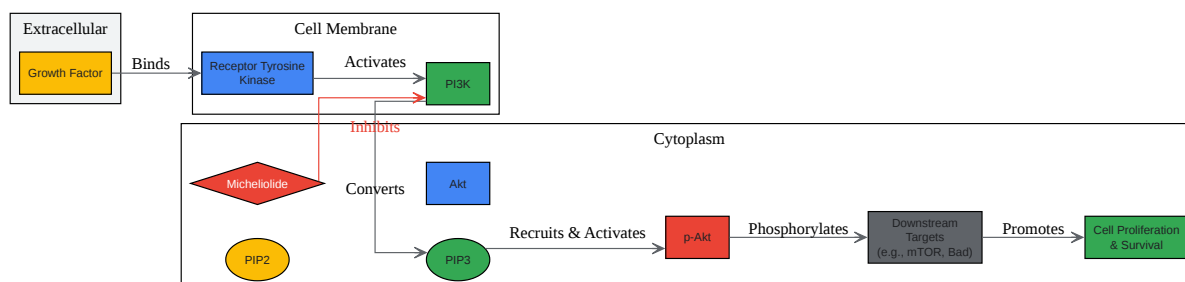 Extracellular
Growth Factor
Binds
Cell Membrane
Receptor Tyrosine
Kinase
Activates
PI3K
Inhibits
Cytoplasm
Micheliolide
Converts
Akt
PIP2
PIP3
Recruits & Activates
p-Akt
Phosphorylates
Downstream
Targets
(e.g., mTOR, Bad)
Promotes
Cell Proliferation
& Survival